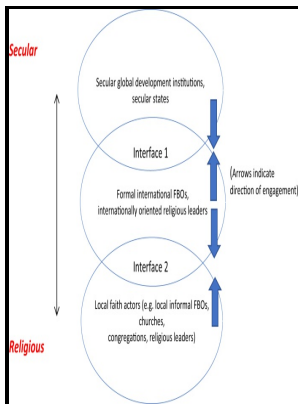 Secular
Secular global development institutions,
secular states
Interface 1
(Arrows indicate
direction of engagement)
Formal international FBOs,
internationally oriented religious leaders
Interface 2
Local faith actors (e.g. local informal FBOs,
churches,
congregations, religious leaders)
Religious